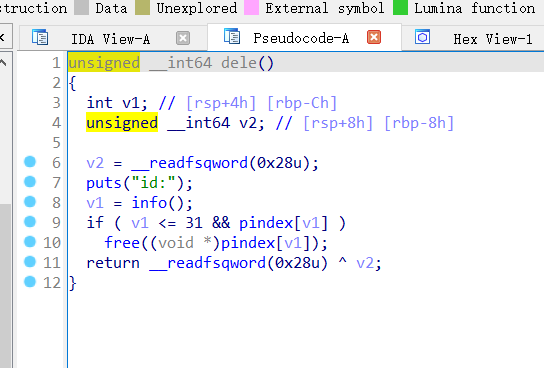 struction Data Unexplored External symbol Lumina function
IDA View-A Pseudocode-A Hex View-1
1 unsigned __int64 dele()
2 {
3 int v1; // [rsp+4h] [rbp-Ch]
4 unsigned __int64 v2; // [rsp+8h] [rbp-8h]
5
6 v2 = __readfsqword(0x28u);
7 puts("id:");
8 v1 = info();
9 if ( v1 <= 31 && pindex[v1] )
10 free((void *)pindex[v1]);
11 return __readfsqword(0x28u) ^ v2;
12 }